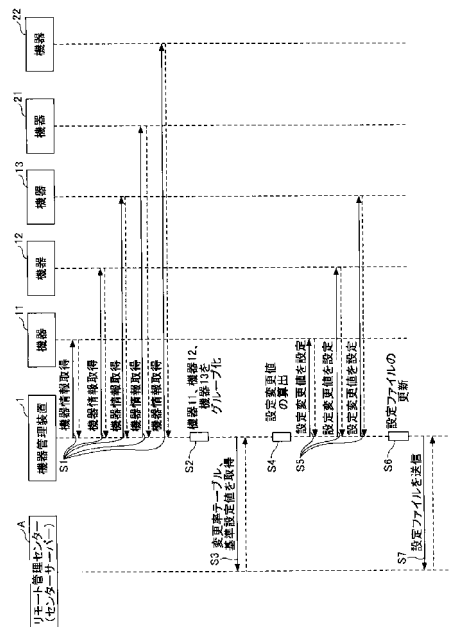 リモート管理センター
(センターサーバー)
A
機器管理装置
1
機器
11
機器
12
機器
13
機器
21
機器
22
S1
機器情報取得
機器情報取得
機器情報取得
機器情報取得
機器情報取得
S2
機器11、機器12、
機器13を
グループ化
S3
変更率テーブル、
基準設定値を取得
S4
設定変更値
の算出
S5
設定変更値を設定
設定変更値を設定
設定変更値を設定
S6
設定ファイルの
更新
S7
設定ファイルを送信